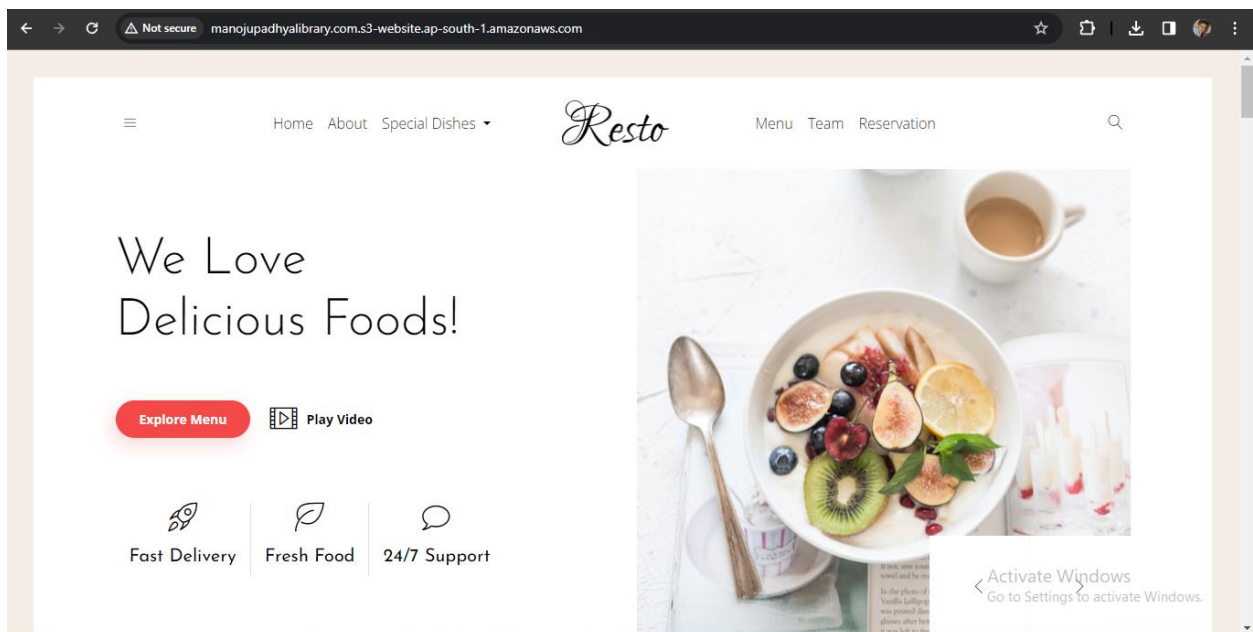 Not secure manojupadhyalibrary.com.s3-website.ap-south-1.amazonaws.com
Home About Special Dishes Resto Menu Team Reservation
We Love
Delicious Foods!
Explore Menu Play Video
Fast Delivery Fresh Food 24/7 Support
Activate Windows
Go to Settings to activate Windows.